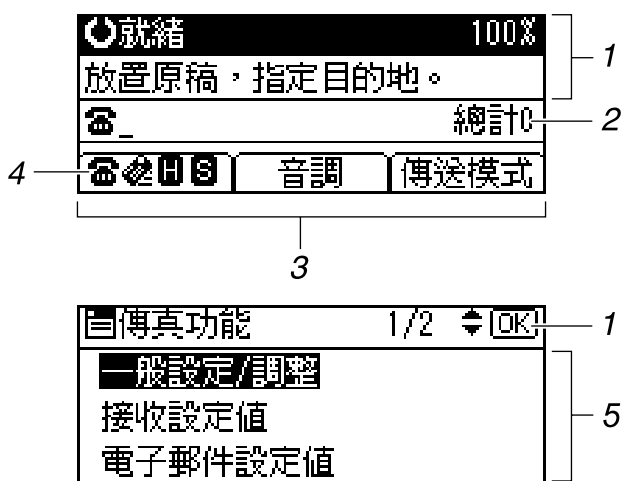 就緒 100%
1
放置原稿，指定目的地。
_ 總計0
2
4
H S 音調 傳送模式
3
傳真功能 1/2 OK
1
一般設定/調整
接收設定值
5
電子郵件設定值